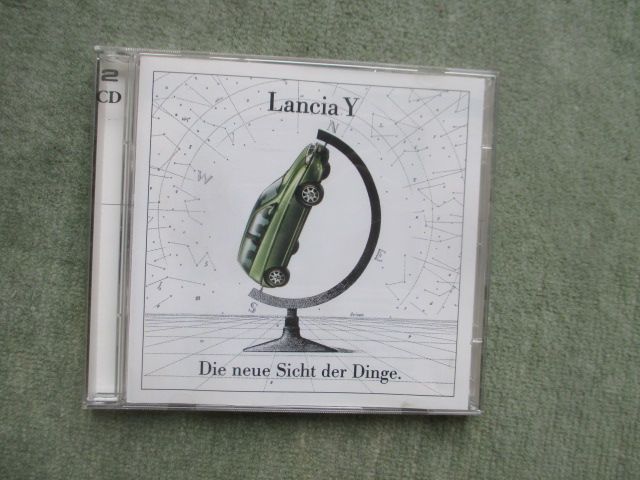 2
CD
Lancia Y
N
W
E
S
Die neue Sicht der Dinge.